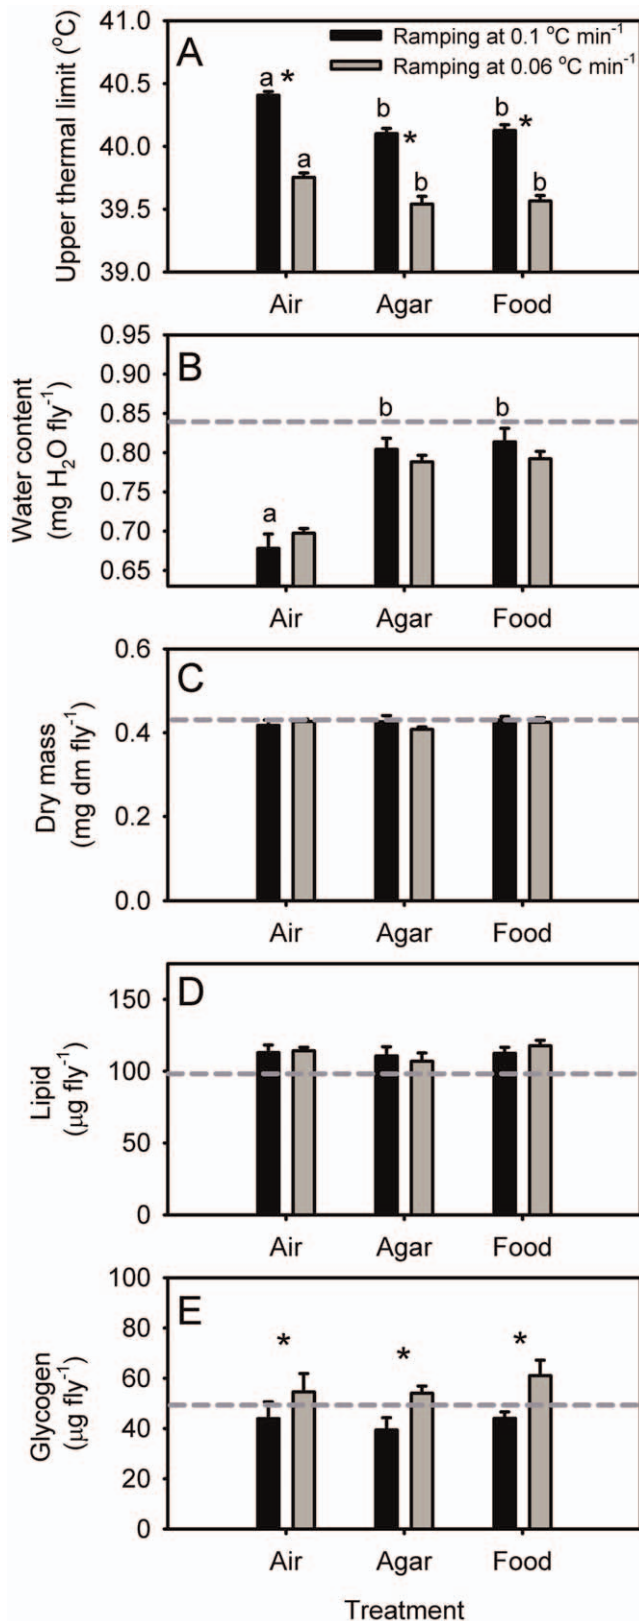 41.0
40.5
40.0
39.5
39.0
Upper thermal limit (°C)
A
Ramping at 0.1 °C min⁻¹
Ramping at 0.06 °C min⁻¹
a *
a
b
*
b
b
*
b
Air Agar Food
0.95
0.90
0.85
0.80
0.75
0.70
0.65
Water content
(mg H₂O fly⁻¹)
B
a
b
b
Air Agar Food
0.6
0.4
0.2
0.0
Dry mass
(mg dm fly⁻¹)
C
Air Agar Food
150
100
50
0
Lipid
(µg fly⁻¹)
D
Air Agar Food
100
80
60
40
20
0
Glycogen
(µg fly⁻¹)
E
* * *
Air Agar Food
Treatment